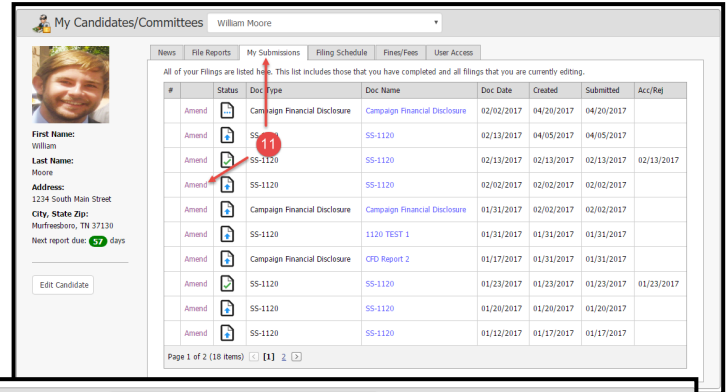 My Candidates/Committees William Moore
News File Reports My Submissions Filing Schedule Fines/Fees User Access
All of your Filings are listed here. This list includes those that you have completed and all filings that you are currently editing.
# Status Doc Type Doc Name Doc Date Created Submitted Acc/Rej
Amend Campaign Financial Disclosure Campaign Financial Disclosure 02/02/2017 04/20/2017 04/20/2017
Amend SS-1120 SS-1120 02/13/2017 04/05/2017 04/05/2017
11
Amend SS-1120 SS-1120 02/13/2017 02/13/2017 02/13/2017 02/13/2017
Amend SS-1120 SS-1120 02/02/2017 02/02/2017 02/02/2017
Amend Campaign Financial Disclosure Campaign Financial Disclosure 01/31/2017 02/02/2017 02/02/2017
Amend SS-1120 1120 TEST 1 01/31/2017 01/31/2017 01/31/2017
Amend Campaign Financial Disclosure CFD Report 2 01/17/2017 01/31/2017 01/31/2017
Amend SS-1120 SS-1120 01/23/2017 01/23/2017 01/23/2017 01/23/2017
Amend SS-1120 SS-1120 01/20/2017 01/20/2017 01/20/2017
Amend SS-1120 SS-1120 01/12/2017 01/17/2017 01/17/2017
Page 1 of 2 (18 items) [1] 2
First Name:
William
Last Name:
Moore
Address:
1234 South Main Street
City, State Zip:
Murfreesboro, TN 37130
Next report due: 57 days
Edit Candidate